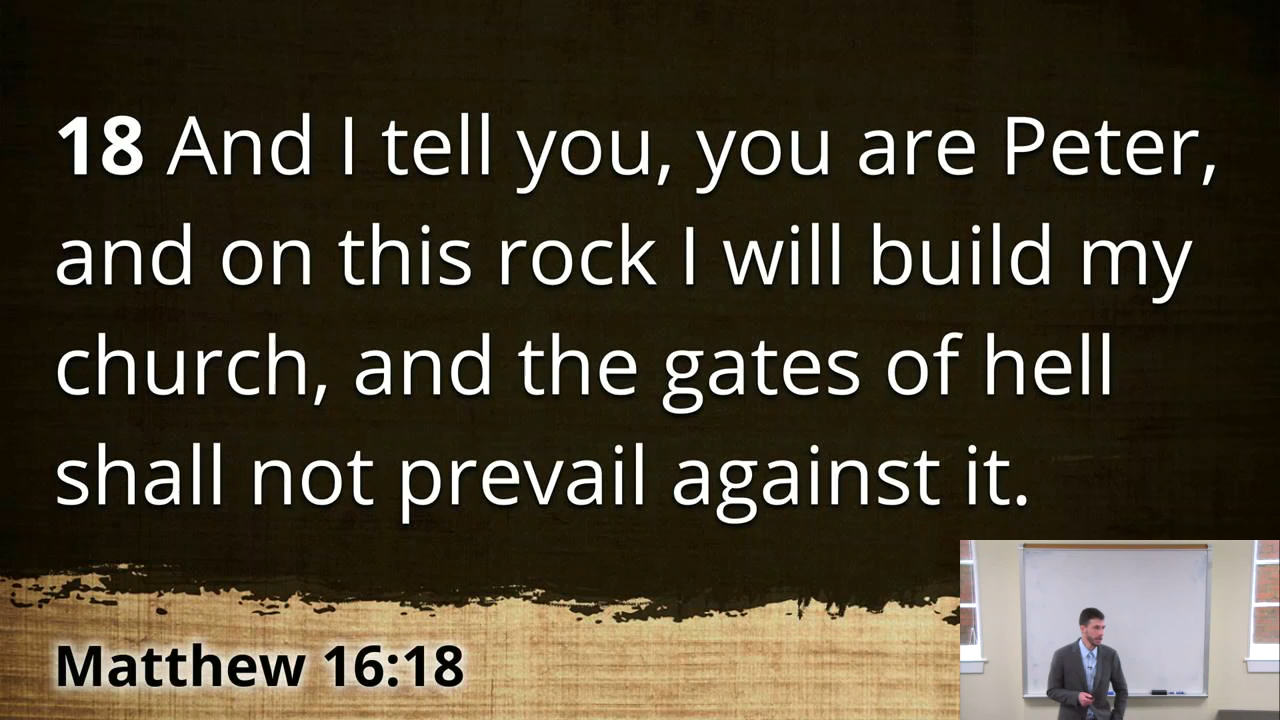 18 And I tell you, you are Peter,
and on this rock I will build my
church, and the gates of hell
shall not prevail against it.
Matthew 16:18